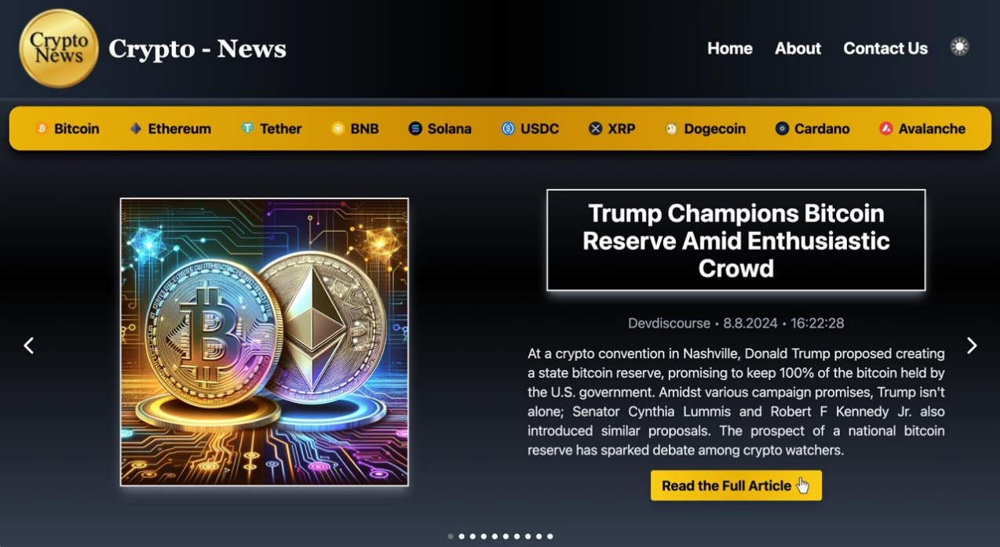 Crypto
News
Crypto - News
Home About Contact Us
Bitcoin Ethereum Tether BNB Solana USDC XRP Dogecoin Cardano Avalanche
Trump Champions Bitcoin
Reserve Amid Enthusiastic
Crowd
Devdiscourse • 8.8.2024 • 16:22:28
At a crypto convention in Nashville, Donald Trump proposed creating
a state bitcoin reserve, promising to keep 100% of the bitcoin held by
the U.S. government. Amidst various campaign promises, Trump isn't
alone; Senator Cynthia Lummis and Robert F Kennedy Jr. also
introduced similar proposals. The prospect of a national bitcoin
reserve has sparked debate among crypto watchers.
Read the Full Article